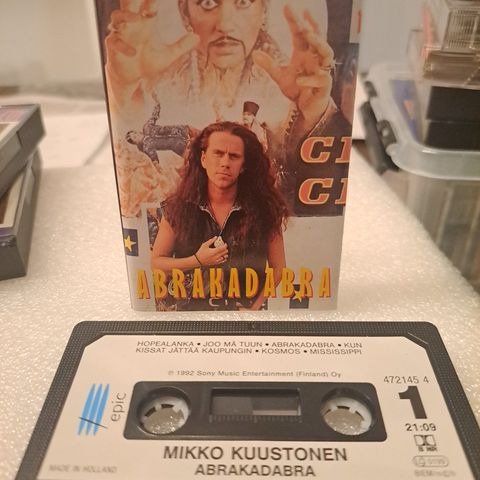 CI
CI
ABRAKADABRA
HOPEALANKA • JOO MÄ TUUN • ABRAKADABRA • KUN
KISSAT JÄTTÄÄ KAUPUNGIN • KOSMOS • MISSISSIPPI
℗ 1992 Sony Music Entertainment (Finland) Oy
472145 4
epic
1
21:09
MIKKO KUUSTONEN
ABRAKADABRA
MADE IN HOLLAND